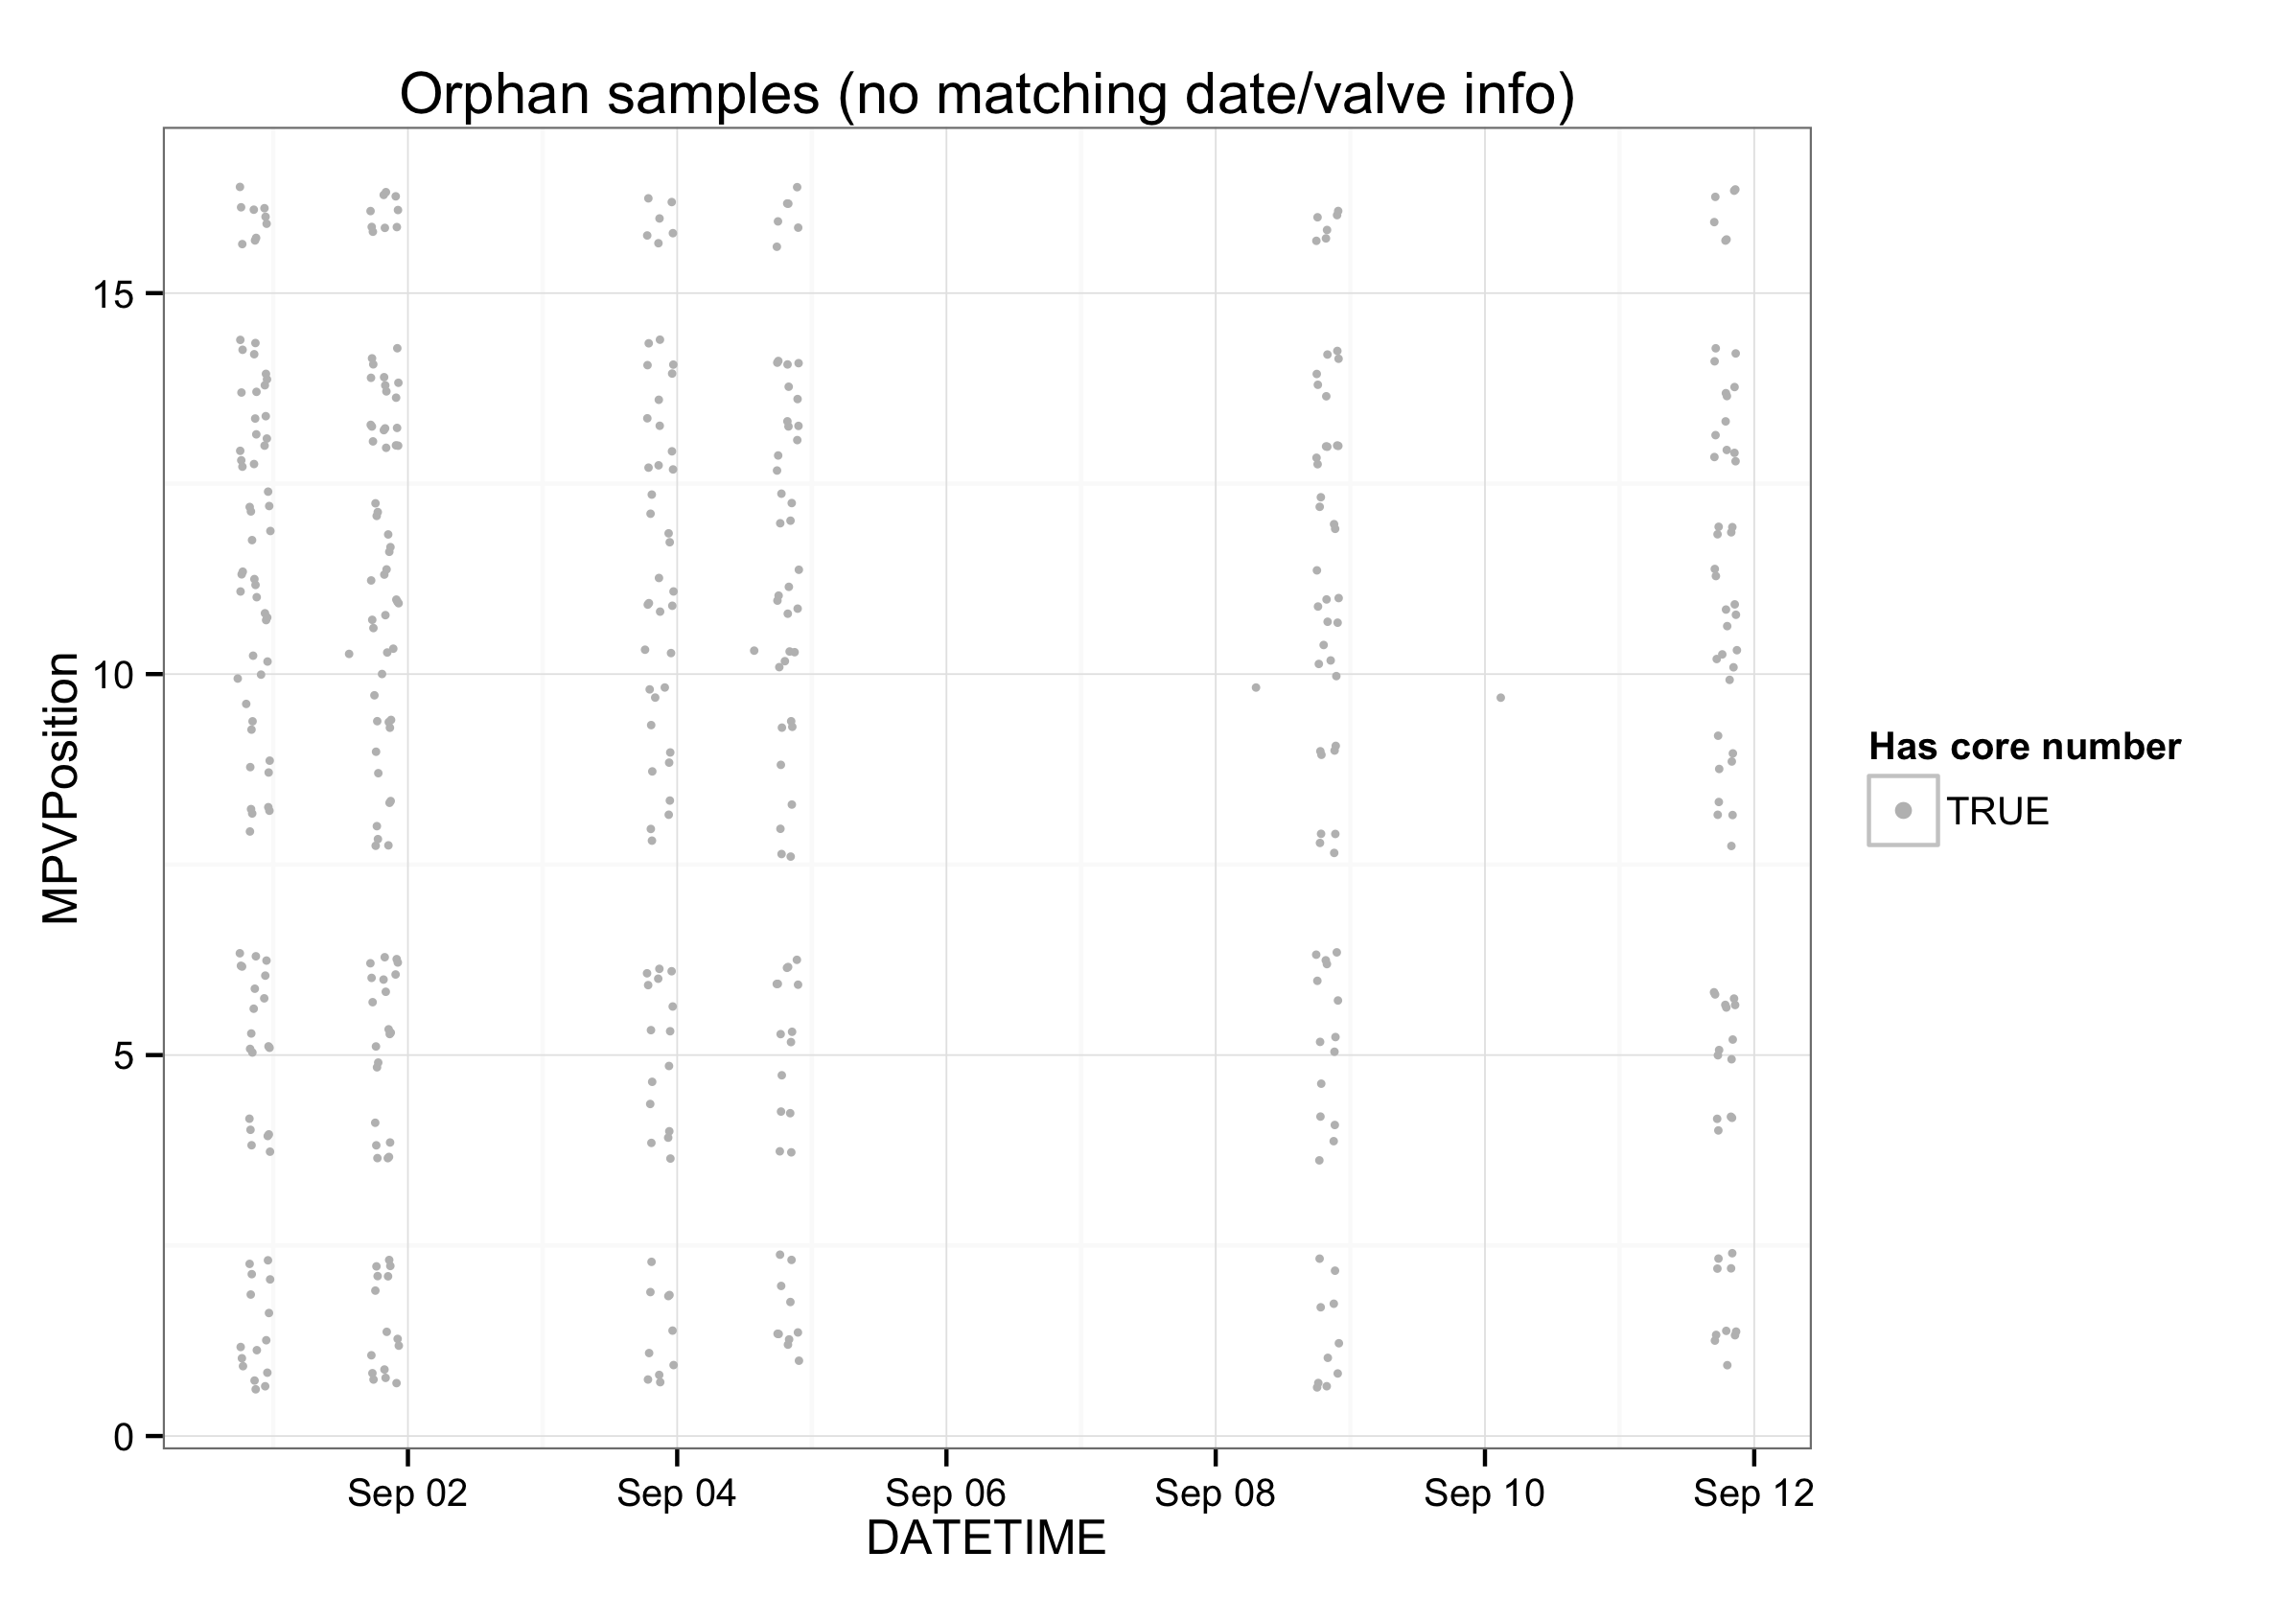 Orphan samples (no matching date/valve info)
MPVPosition
15
10
5
0
Sep 02
Sep 04
Sep 06
Sep 08
Sep 10
Sep 12
DATETIME
Has core number
TRUE